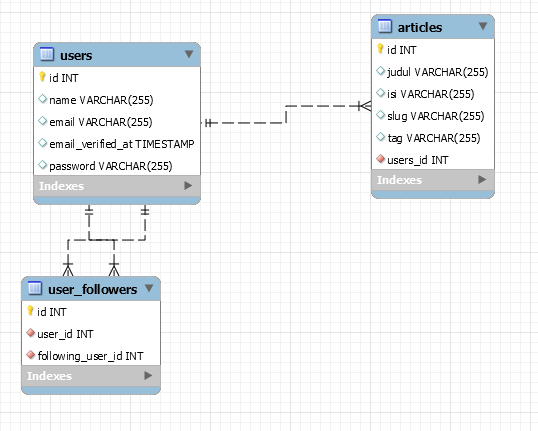 users
id INT
name VARCHAR(255)
email VARCHAR(255)
email_verified_at TIMESTAMP
password VARCHAR(255)
Indexes
articles
id INT
judul VARCHAR(255)
isi VARCHAR(255)
slug VARCHAR(255)
tag VARCHAR(255)
users_id INT
Indexes
user_followers
id INT
user_id INT
following_user_id INT
Indexes